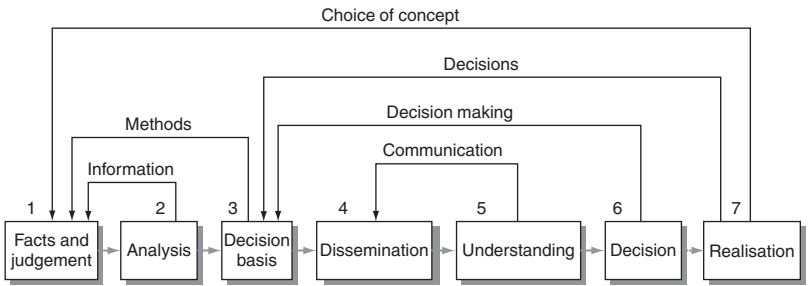 Choice of concept
Decisions
Methods
Decision making
Information
Communication
1
2
3
4
5
6
7
Facts and
judgement
Analysis
Decision
basis
Dissemination
Understanding
Decision
Realisation